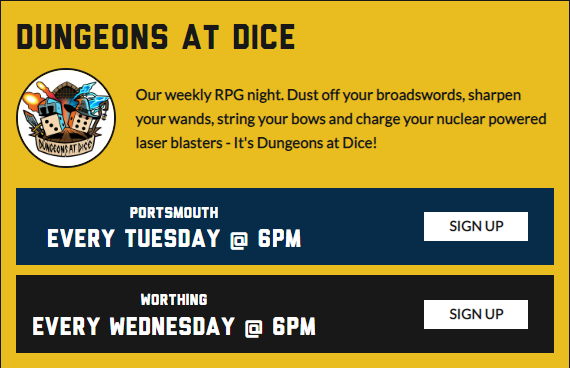 DUNGEONS AT DICE
DUNGEONS AT DICE
Our weekly RPG night. Dust off your broadswords, sharpen
your wands, string your bows and charge your nuclear powered
laser blasters - It's Dungeons at Dice!
PORTSMOUTH
EVERY TUESDAY @ 6PM
SIGN UP
WORTHING
EVERY WEDNESDAY @ 6PM
SIGN UP